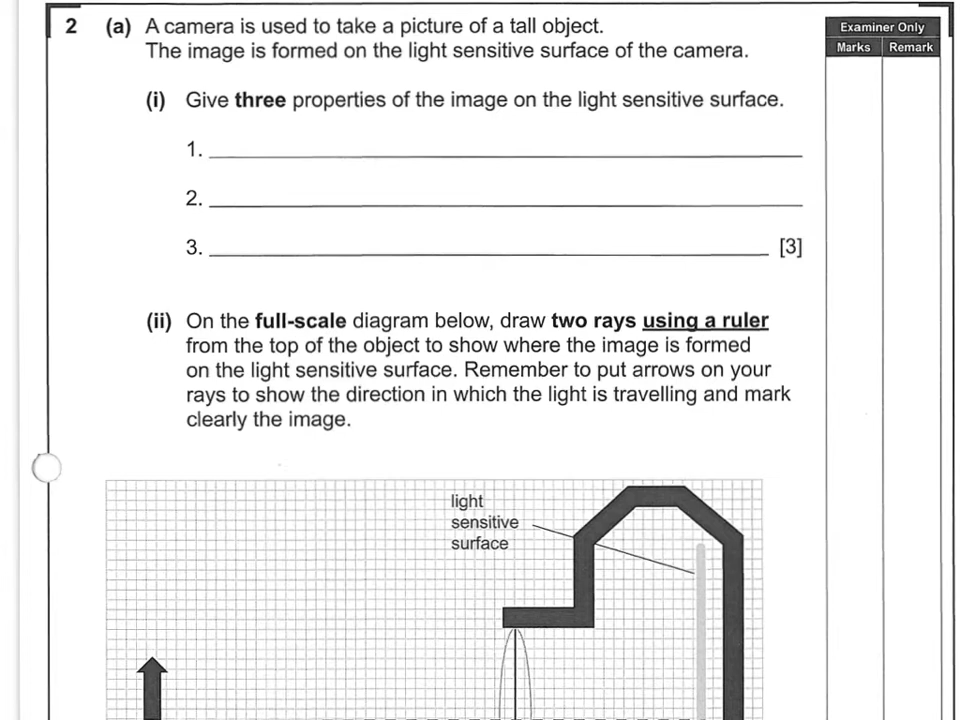 2 (a) A camera is used to take a picture of a tall object.
The image is formed on the light sensitive surface of the camera.
Examiner Only
Marks Remark
(i) Give three properties of the image on the light sensitive surface.
1.
2.
3. [3]
(ii) On the full-scale diagram below, draw two rays using a ruler
from the top of the object to show where the image is formed
on the light sensitive surface. Remember to put arrows on your
rays to show the direction in which the light is travelling and mark
clearly the image.
light
sensitive
surface